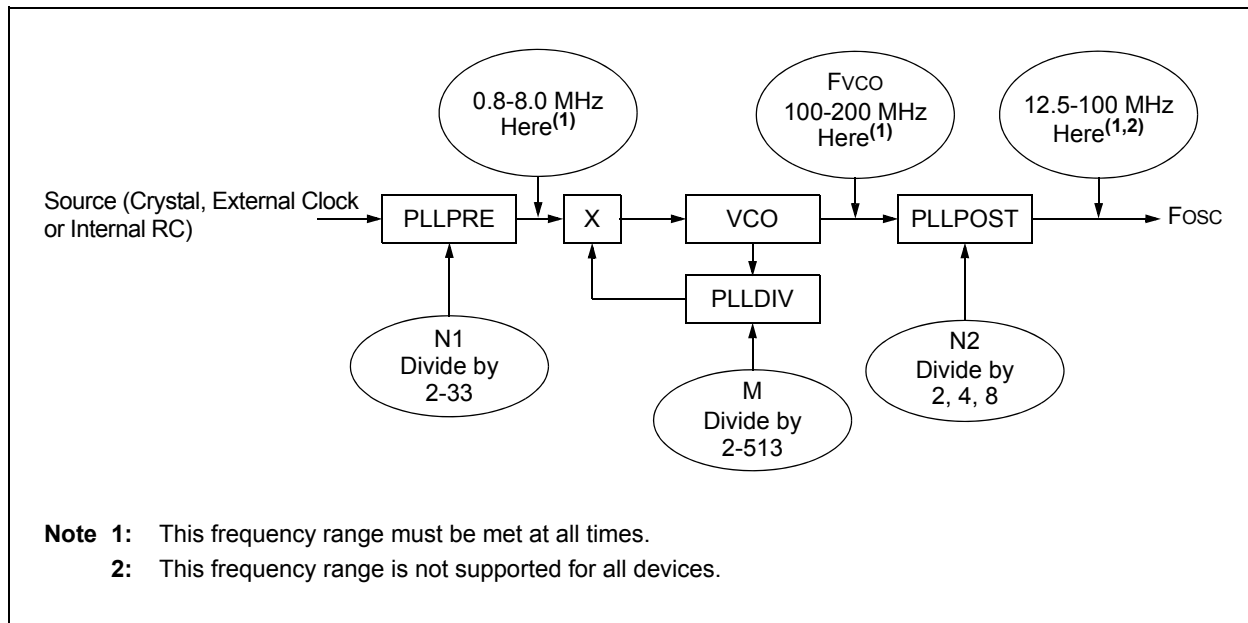 0.8-8.0 MHz
Here(1)
FVCO
100-200 MHz
Here(1)
12.5-100 MHz
Here(1,2)
Source (Crystal, External Clock
or Internal RC)
PLLPRE
X
VCO
PLLPOST
FOSC
PLLDIV
N1
Divide by
2-33
M
Divide by
2-513
N2
Divide by
2, 4, 8
Note 1: This frequency range must be met at all times.
2: This frequency range is not supported for all devices.